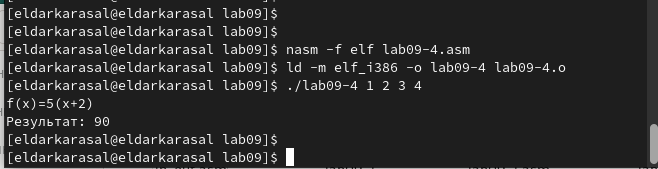 [eldarkarasal@eldarkarasal lab09]$
[eldarkarasal@eldarkarasal lab09]$
[eldarkarasal@eldarkarasal lab09]$ nasm -f elf lab09-4.asm
[eldarkarasal@eldarkarasal lab09]$ ld -m elf_i386 -o lab09-4 lab09-4.o
[eldarkarasal@eldarkarasal lab09]$ ./lab09-4 1 2 3 4
f(x)=5(x+2)
Результат: 90
[eldarkarasal@eldarkarasal lab09]$
[eldarkarasal@eldarkarasal lab09]$